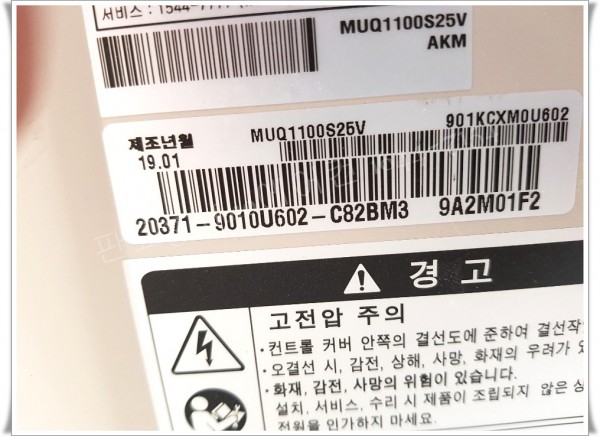 서비스 : 1544-7777
MUQ1100S25V
AKM
제조년월
MUQ1100S25V
901KCXM0U602
19.01
20371-9010U602-C82BM3
9A2M01F2
경 고
고전압 주의
·컨트롤 커버 안쪽의 결선도에 준하여 결선작
·오결선 시, 감전, 상해, 사망, 화재의 우려가 있
·화재, 감전, 사망의 위험이 있습니다.
설치, 서비스, 수리 시 제품이 조립되지 않은 상
전원을 인가하지 마세요.